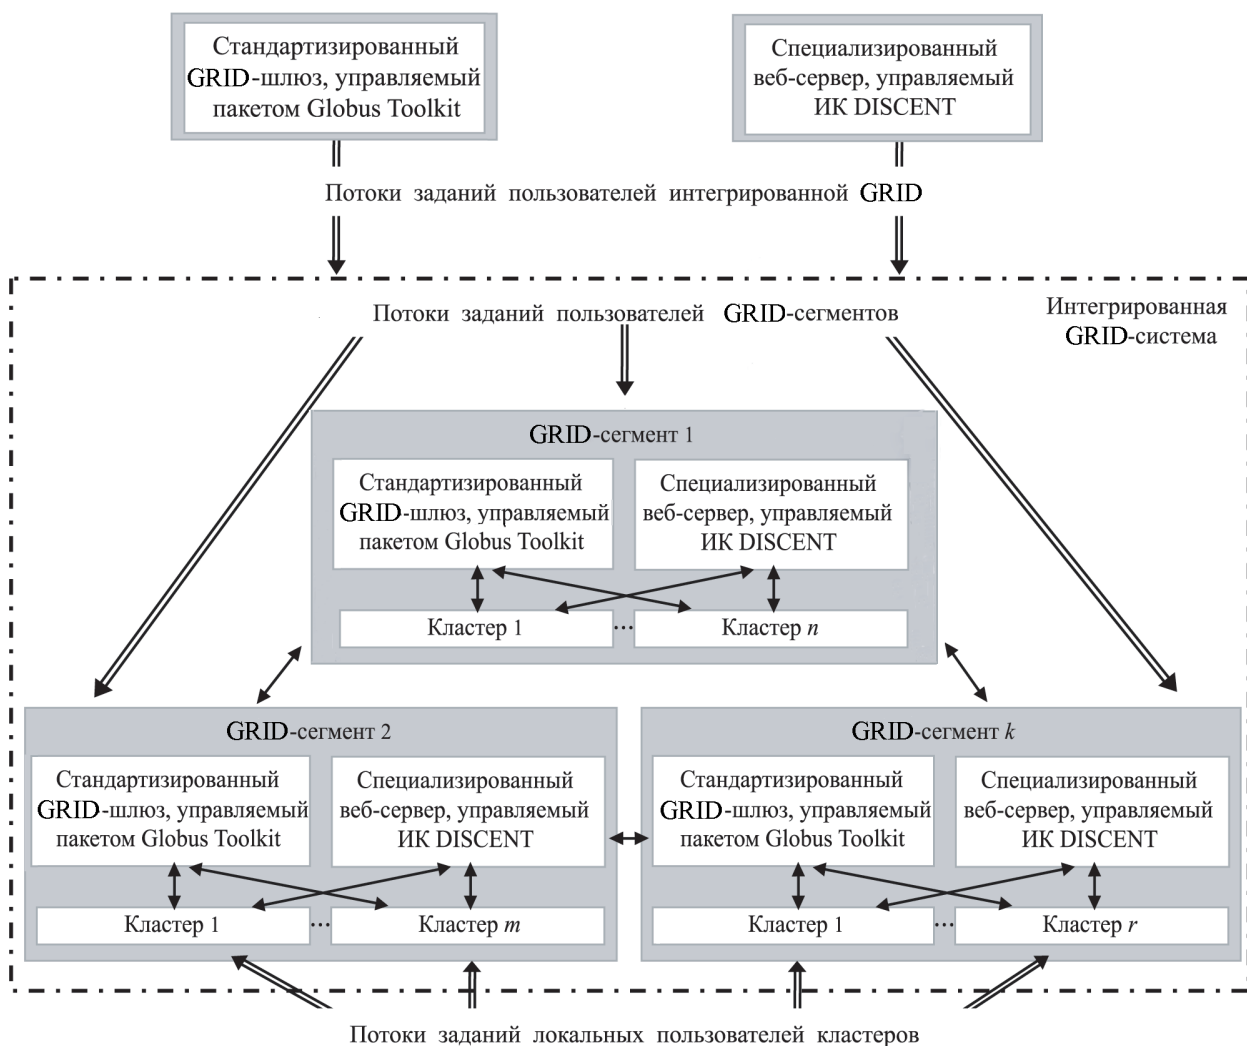 Стандартизированный
GRID-шлюз, управляемый
пакетом Globus Toolkit
Специализированный
веб-сервер, управляемый
ИК DISCENT
Потоки заданий пользователей интегрированной GRID
Потоки заданий пользователей GRID-сегментов
Интегрированная
GRID-система
GRID-сегмент 1
Стандартизированный
GRID-шлюз, управляемый
пакетом Globus Toolkit
Специализированный
веб-сервер, управляемый
ИК DISCENT
Кластер 1
...
Кластер n
GRID-сегмент 2
Стандартизированный
GRID-шлюз, управляемый
пакетом Globus Toolkit
Специализированный
веб-сервер, управляемый
ИК DISCENT
Кластер 1
...
Кластер m
GRID-сегмент k
Стандартизированный
GRID-шлюз, управляемый
пакетом Globus Toolkit
Специализированный
веб-сервер, управляемый
ИК DISCENT
Кластер 1
...
Кластер r
Потоки заданий локальных пользователей кластеров